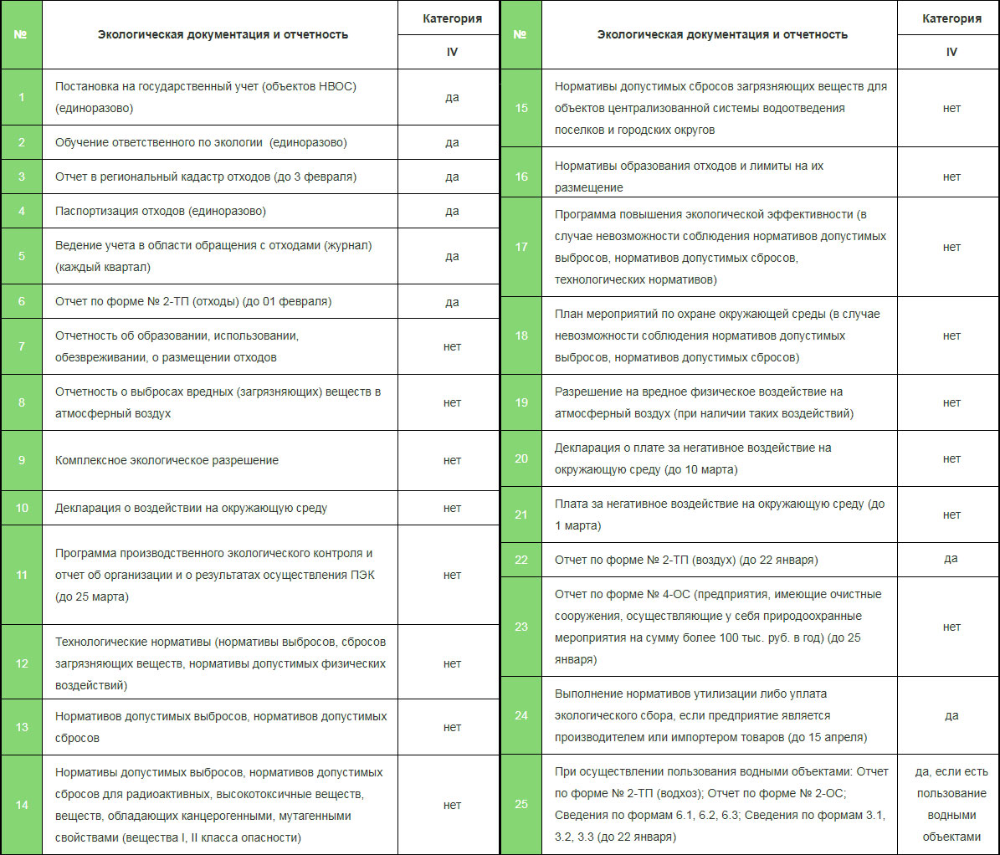 №
Экологическая документация и отчетность
Категория
IV
1
Постановка на государственный учет (объектов НВОС)
(единоразово)
да
2
Обучение ответственного по экологии (единоразово)
да
3
Отчет в региональный кадастр отходов (до 3 февраля)
да
4
Паспортизация отходов (единоразово)
да
5
Ведение учета в области обращения с отходами (журнал)
(каждый квартал)
да
6
Отчет по форме № 2-ТП (отходы) (до 01 февраля)
да
7
Отчетность об образовании, использовании,
обезвреживании, о размещении отходов
нет
8
Отчетность о выбросах вредных (загрязняющих) веществ в
атмосферный воздух
нет
9
Комплексное экологическое разрешение
нет
10
Декларация о воздействии на окружающую среду
нет
11
Программа производственного экологического контроля и
отчет об организации и о результатах осуществления ПЭК
(до 25 марта)
нет
12
Технологические нормативы (нормативы выбросов, сбросов
загрязняющих веществ, нормативы допустимых физических
воздействий)
нет
13
Нормативов допустимых выбросов, нормативов допустимых
сбросов
нет
14
Нормативы допустимых выбросов, нормативов допустимых
сбросов для радиоактивных, высокотоксичные веществ,
веществ, обладающих канцерогенными, мутагенными
свойствами (вещества I, II класса опасности)
нет
№
Экологическая документация и отчетность
Категория
IV
15
Нормативы допустимых сбросов загрязняющих веществ для
объектов централизованной системы водоотведения
поселков и городских округов
нет
16
Нормативы образования отходов и лимиты на их
размещение
нет
17
Программа повышения экологической эффективности (в
случае невозможности соблюдения нормативов допустимых
выбросов, нормативов допустимых сбросов,
технологических нормативов)
нет
18
План мероприятий по охране окружающей среды (в случае
невозможности соблюдения нормативов допустимых
выбросов, нормативов допустимых сбросов)
нет
19
Разрешение на вредное физическое воздействие на
атмосферный воздух (при наличии таких воздействий)
нет
20
Декларация о плате за негативное воздействие на
окружающую среду (до 10 марта)
нет
21
Плата за негативное воздействие на окружающую среду (до
1 марта)
нет
22
Отчет по форме № 2-ТП (воздух) (до 22 января)
да
23
Отчет по форме № 4-ОС (предприятия, имеющие очистные
сооружения, осуществляющие у себя природоохранные
мероприятия на сумму более 100 тыс. руб. в год) (до 25
января)
нет
24
Выполнение нормативов утилизации либо уплата
экологического сбора, если предприятие является
производителем или импортером товаров (до 15 апреля)
да
25
При осуществлении пользования водными объектами: Отчет
по форме № 2-ТП (водхоз); Отчет по форме № 2-ОС;
Сведения по формам 6.1, 6.2, 6.3; Сведения по формам 3.1,
3.2, 3.3 (до 22 января)
да, если есть
пользование
водными
объектами